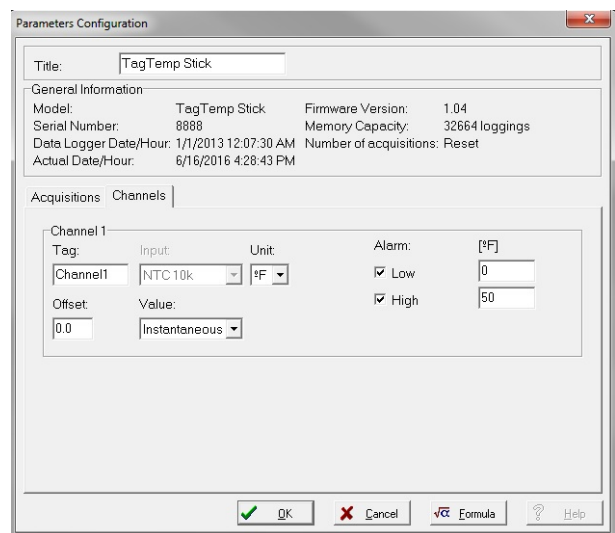 Parameters Configuration
Title: TagTemp Stick
General Information
Model: TagTemp Stick Firmware Version: 1.04
Serial Number: 8888 Memory Capacity: 32664 loggings
Data Logger Date/Hour: 1/1/2013 12:07:30 AM Number of acquisitions: Reset
Actual Date/Hour: 6/16/2016 4:28:43 PM
Acquisitions Channels
Channel 1
Tag: Input: Unit: Alarm: [ºF]
Channel1 NTC 10k ºF Low 0
Offset: Value: High 50
0.0 Instantaneous
OK Cancel √α Formula ? Help